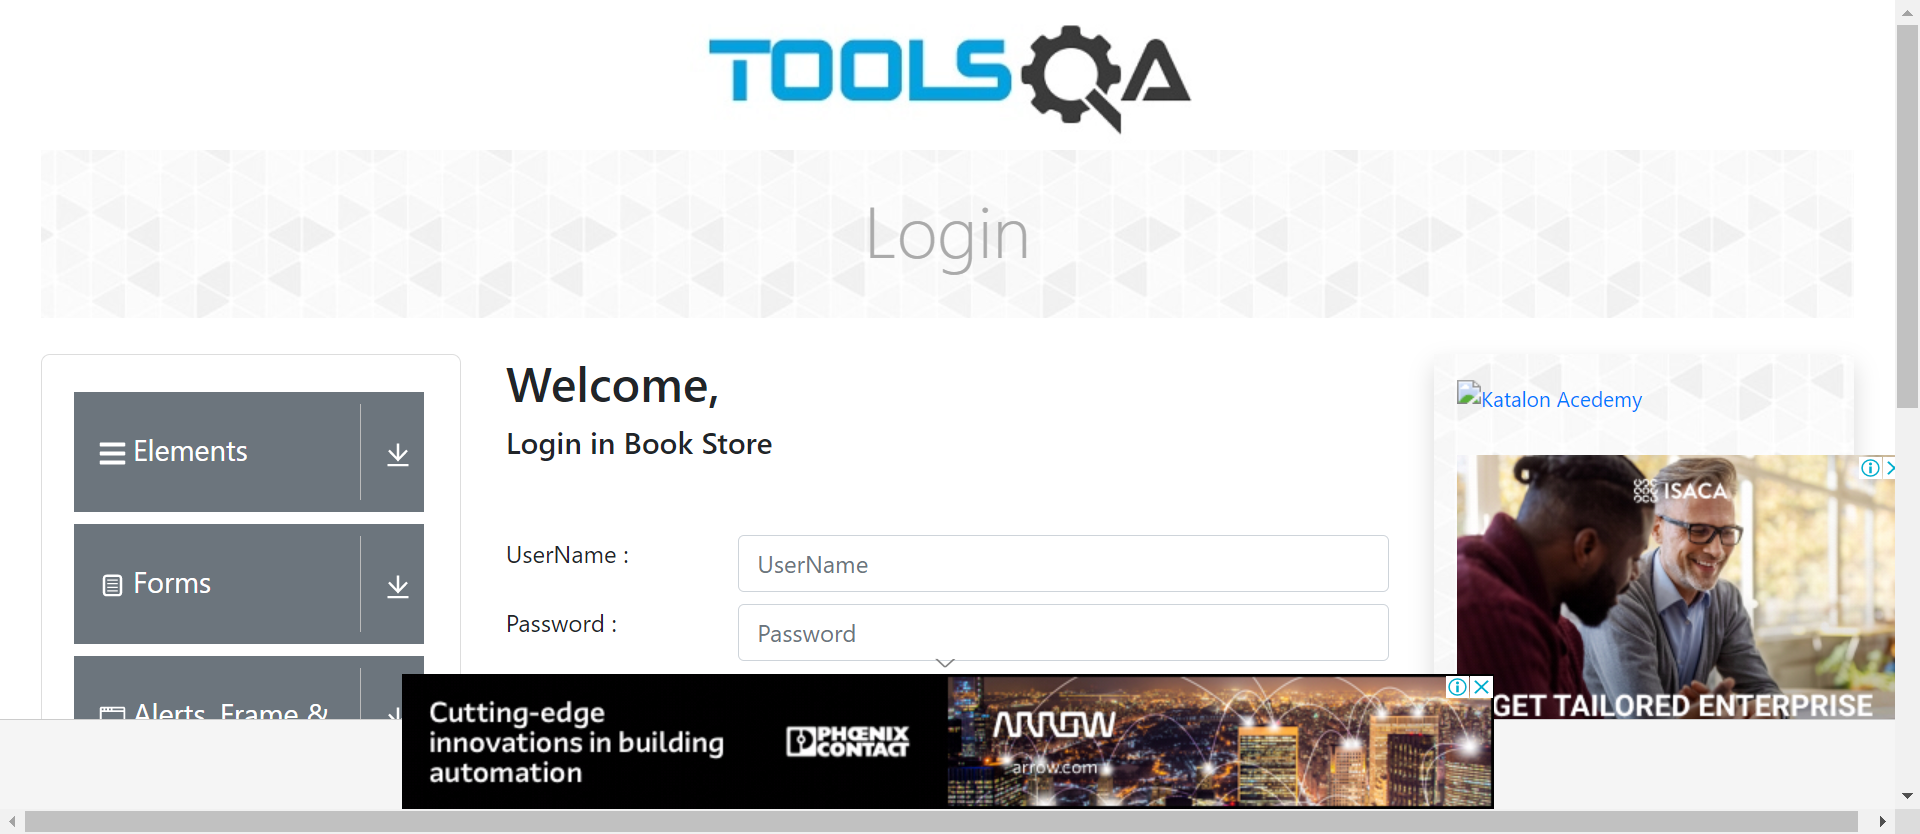 TOOLSQA
Login
Elements
Forms
Alerts, Frame &
Welcome,
Login in Book Store
UserName :
UserName
Password :
Password
Katalon Acedemy
ISACA
GET TAILORED ENTERPRISE
Cutting-edge
innovations in building
automation
PHŒNIX
CONTACT
ARROW
arrow.com